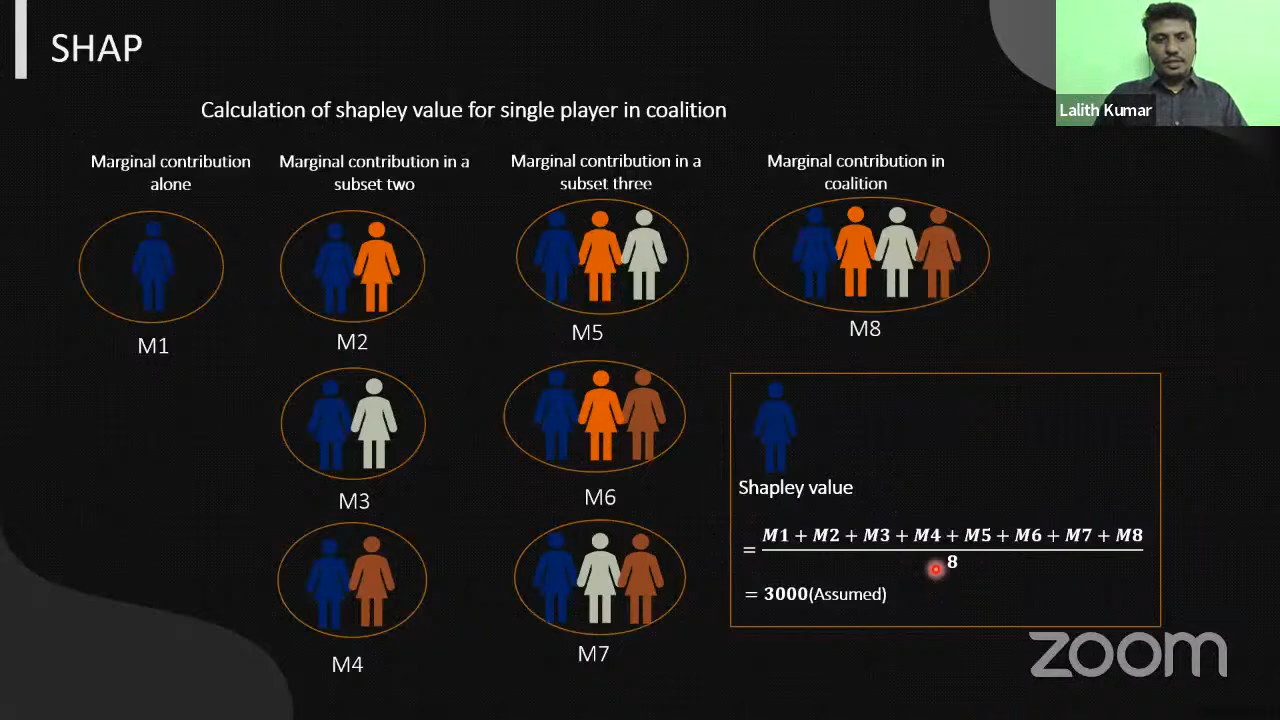 SHAP
Lalith Kumar
Calculation of shapley value for single player in coalition
Marginal contribution
alone
Marginal contribution in a
subset two
Marginal contribution in a
subset three
Marginal contribution in
coalition
M1
M2
M5
M8
M3
M6
M4
M7
Shapley value
= M1 + M2 + M3 + M4 + M5 + M6 + M7 + M8
8
= 3000(Assumed)
zoom